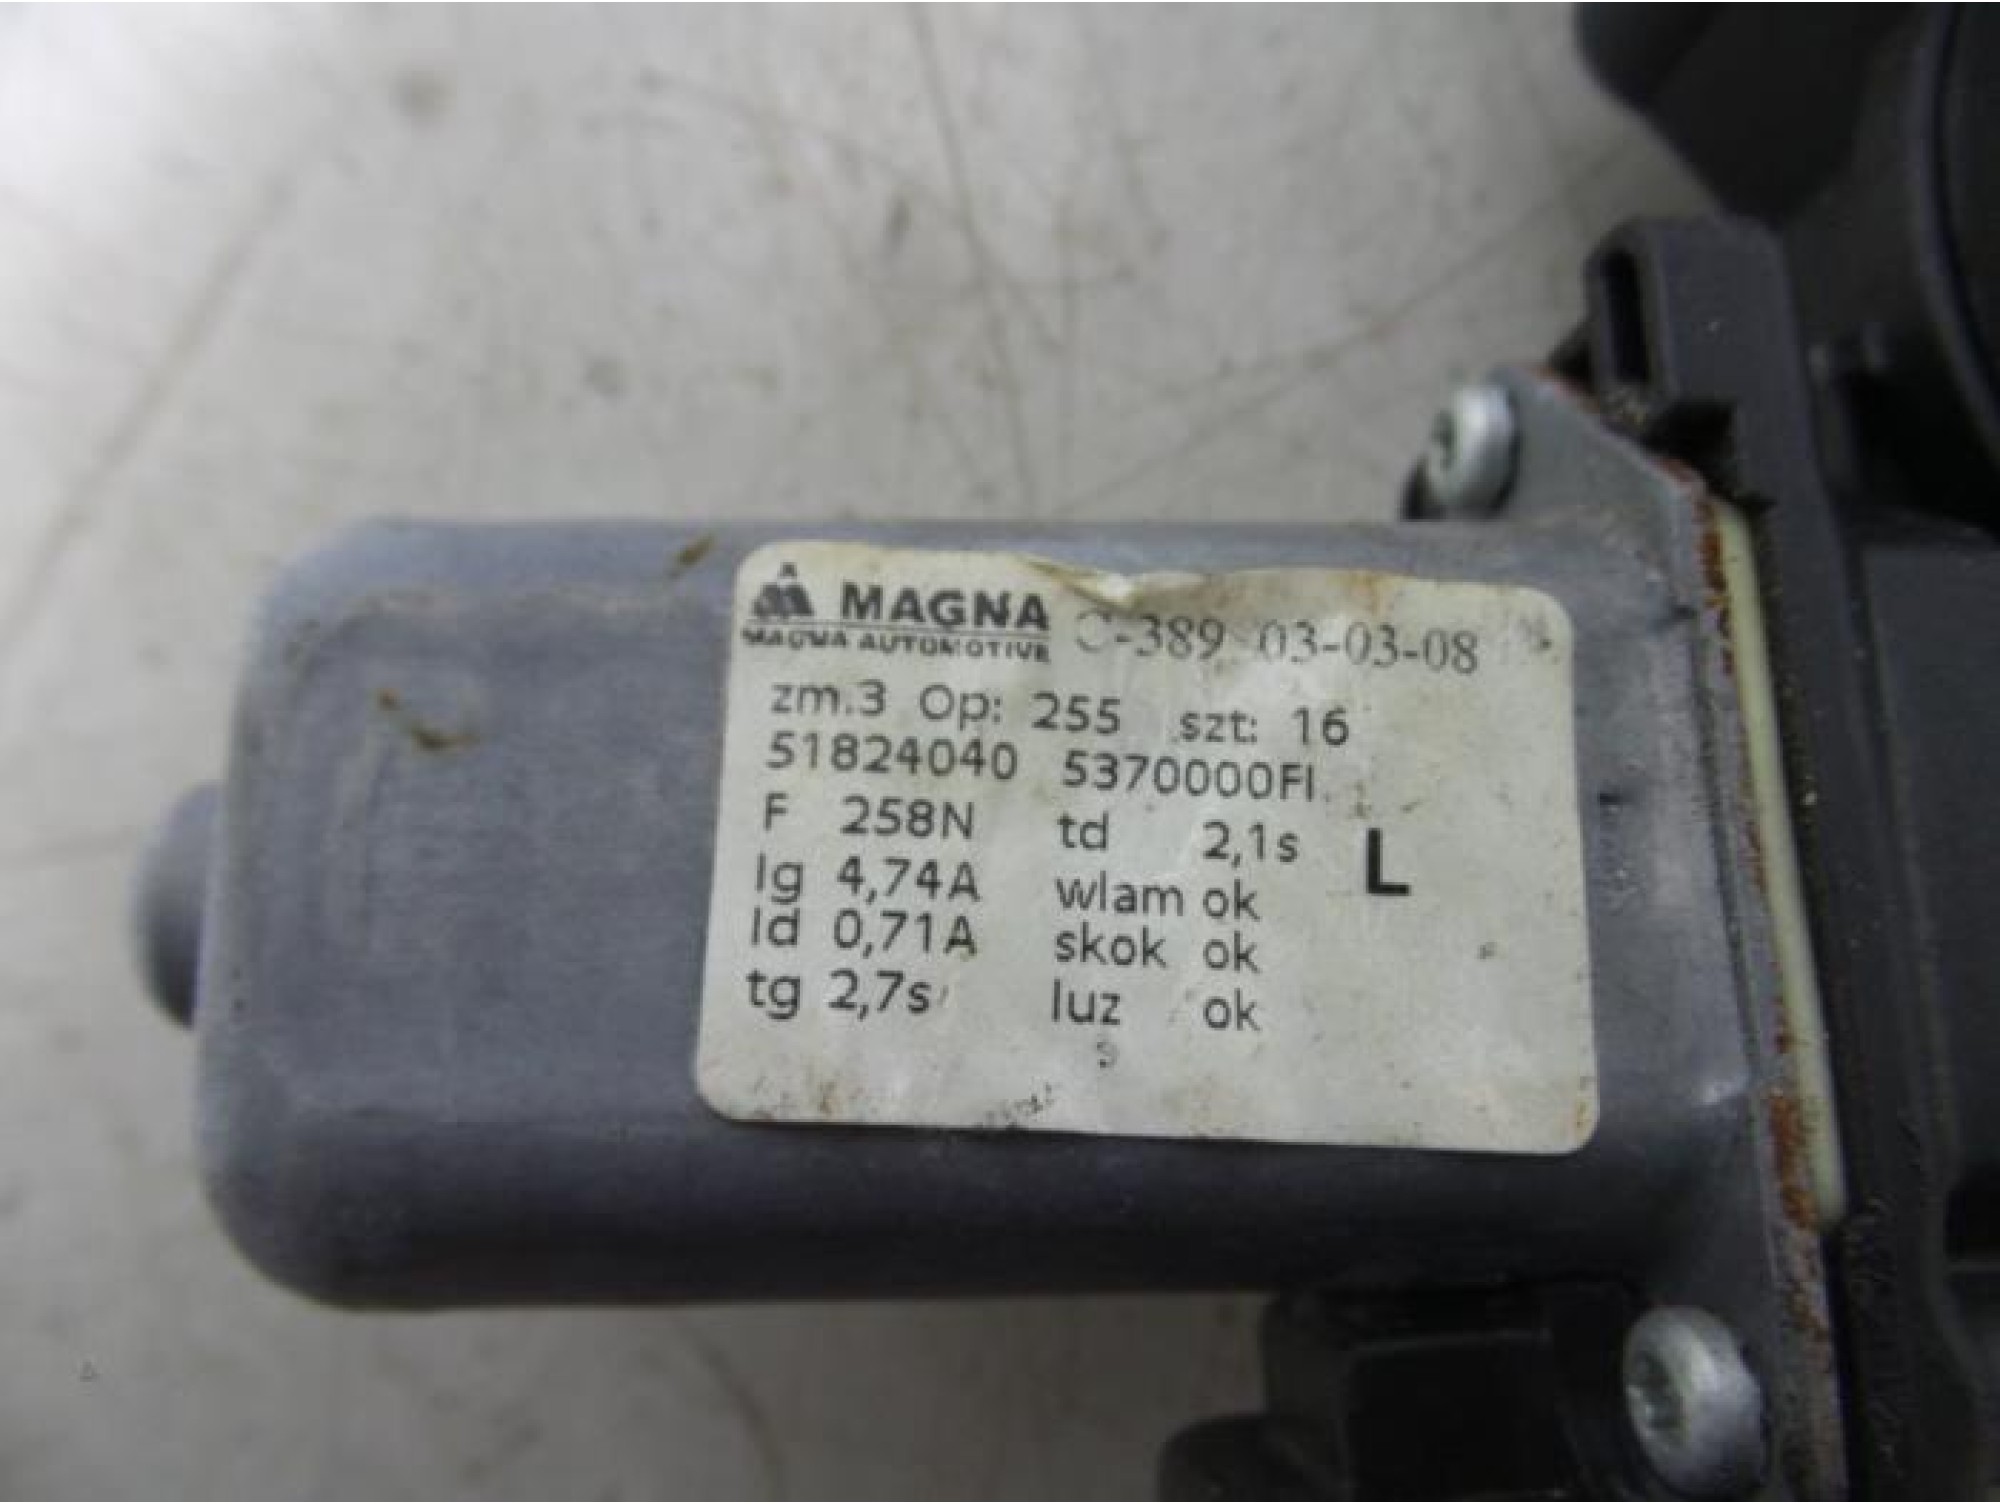 MAGNA C-389 03-03-08
MAGNA AUTOMOTIVE
zm.3 Op: 255 szt: 16
51824040 5370000FI
F 258N td 2,1s L
Ig 4,74A wlam ok
Id 0,71A skok ok
tg 2,7s luz ok